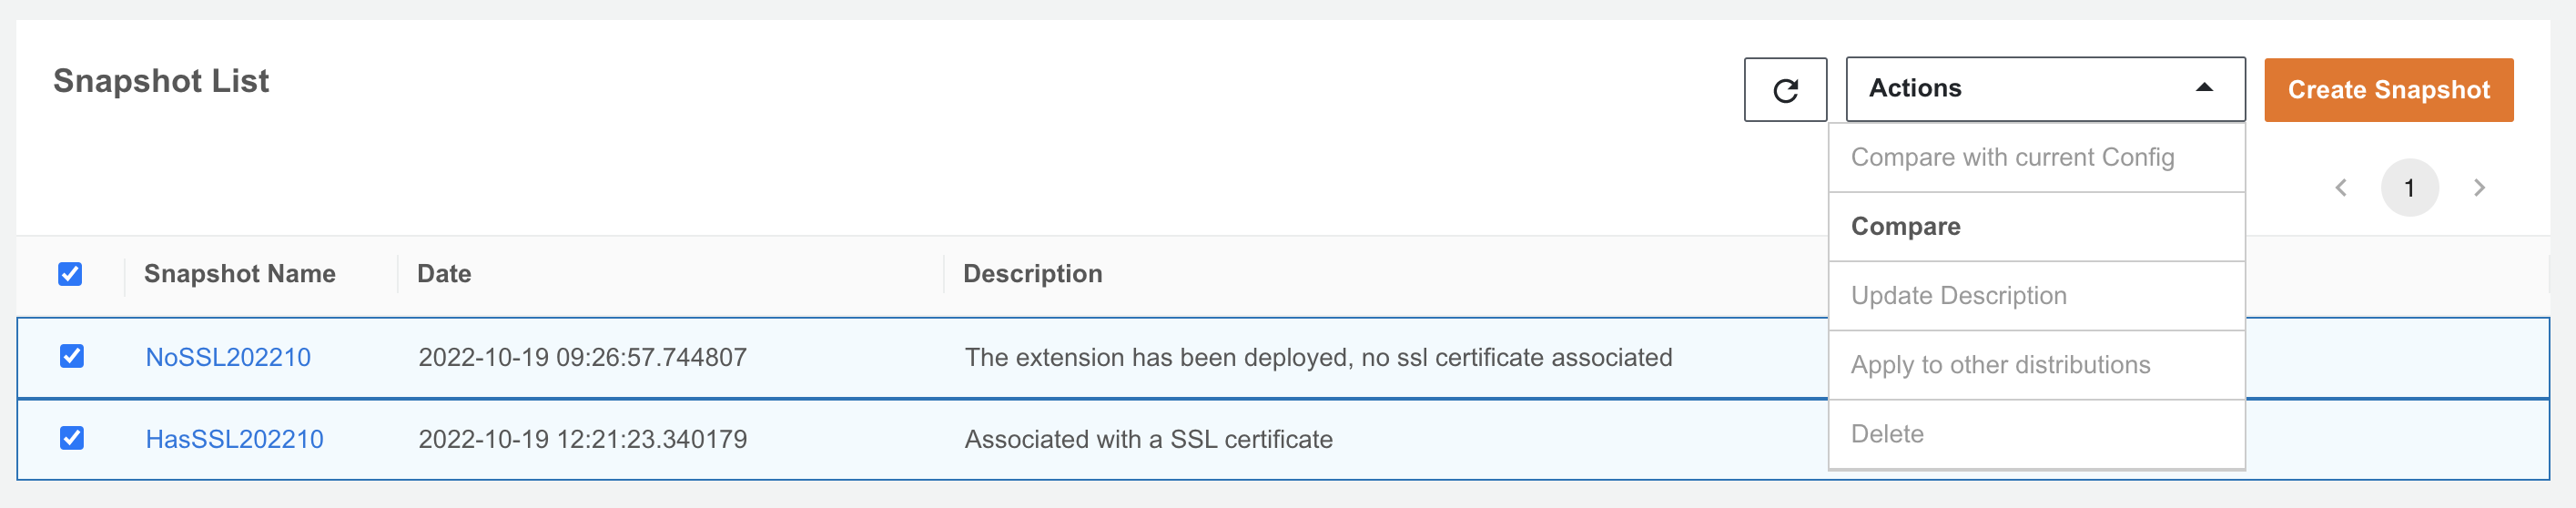 Snapshot List
Actions
Create Snapshot
Compare with current Config
1
Compare
Snapshot Name Date Description
Update Description
NoSSL202210 2022-10-19 09:26:57.744807 The extension has been deployed, no ssl certificate associated
Apply to other distributions
HasSSL202210 2022-10-19 12:21:23.340179 Associated with a SSL certificate
Delete